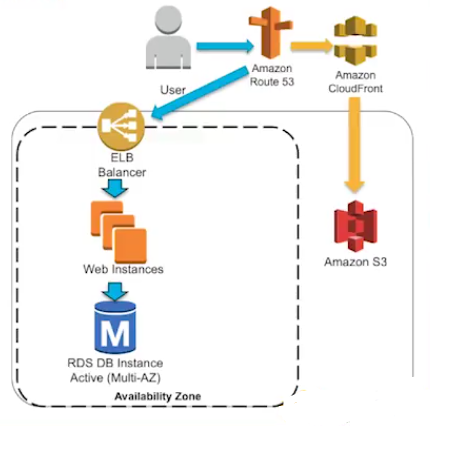 User
Amazon
Route 53
Amazon
CloudFront
ELB
Balancer
Web Instances
Amazon S3
M
RDS DB Instance
Active (Multi-AZ)
Availability Zone